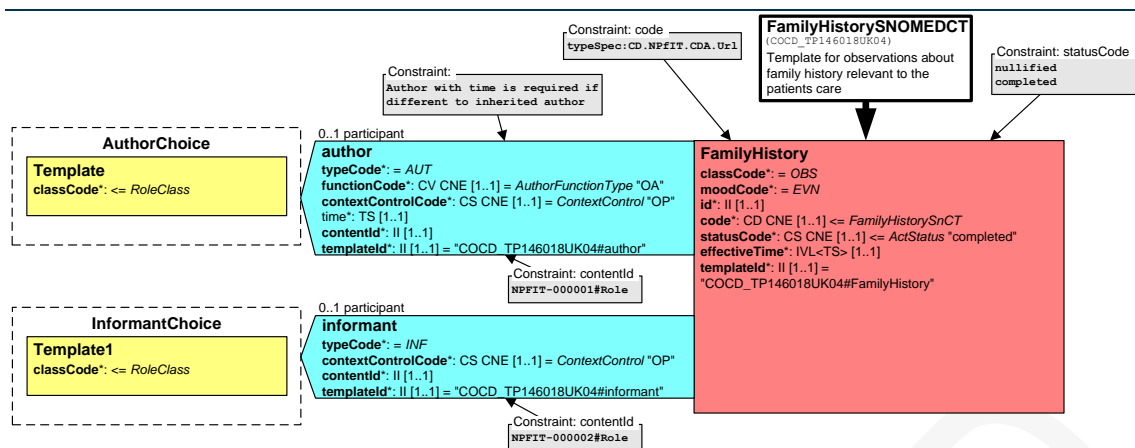 Constraint: code
typeSpec:CD.NPfIT.CDA.Url
FamilyHistorySNOMEDCT
(COCD_TP146018UK04)
Template for observations about
family history relevant to the
patients care
Constraint: statusCode
nullified
completed
Constraint:
Author with time is required if
different to inherited author
AuthorChoice
Template
classCode*: <= RoleClass
0..1 participant
author
typeCode*: = AUT
functionCode*: CV CNE [1..1] = AuthorFunctionType "OA"
contextControlCode*: CS CNE [1..1] = ContextControl "OP"
time*: TS [1..1]
contentId*: II [1..1]
templateId*: II [1..1] = "COCD_TP146018UK04#author"
Constraint: contentId
NPFIT-000001#Role
FamilyHistory
classCode*: = OBS
moodCode*: = EVN
id*: II [1..1]
code*: CD CNE [1..1] <= FamilyHistorySnCT
statusCode*: CS CNE [1..1] <= ActStatus "completed"
effectiveTime*: IVL<TS> [1..1]
templateId*: II [1..1] =
"COCD_TP146018UK04#FamilyHistory"
InformantChoice
Template1
classCode*: <= RoleClass
0..1 participant
informant
typeCode*: = INF
contextControlCode*: CS CNE [1..1] = ContextControl "OP"
contentId*: II [1..1]
templateId*: II [1..1] = "COCD_TP146018UK04#informant"
Constraint: contentId
NPFIT-000002#Role